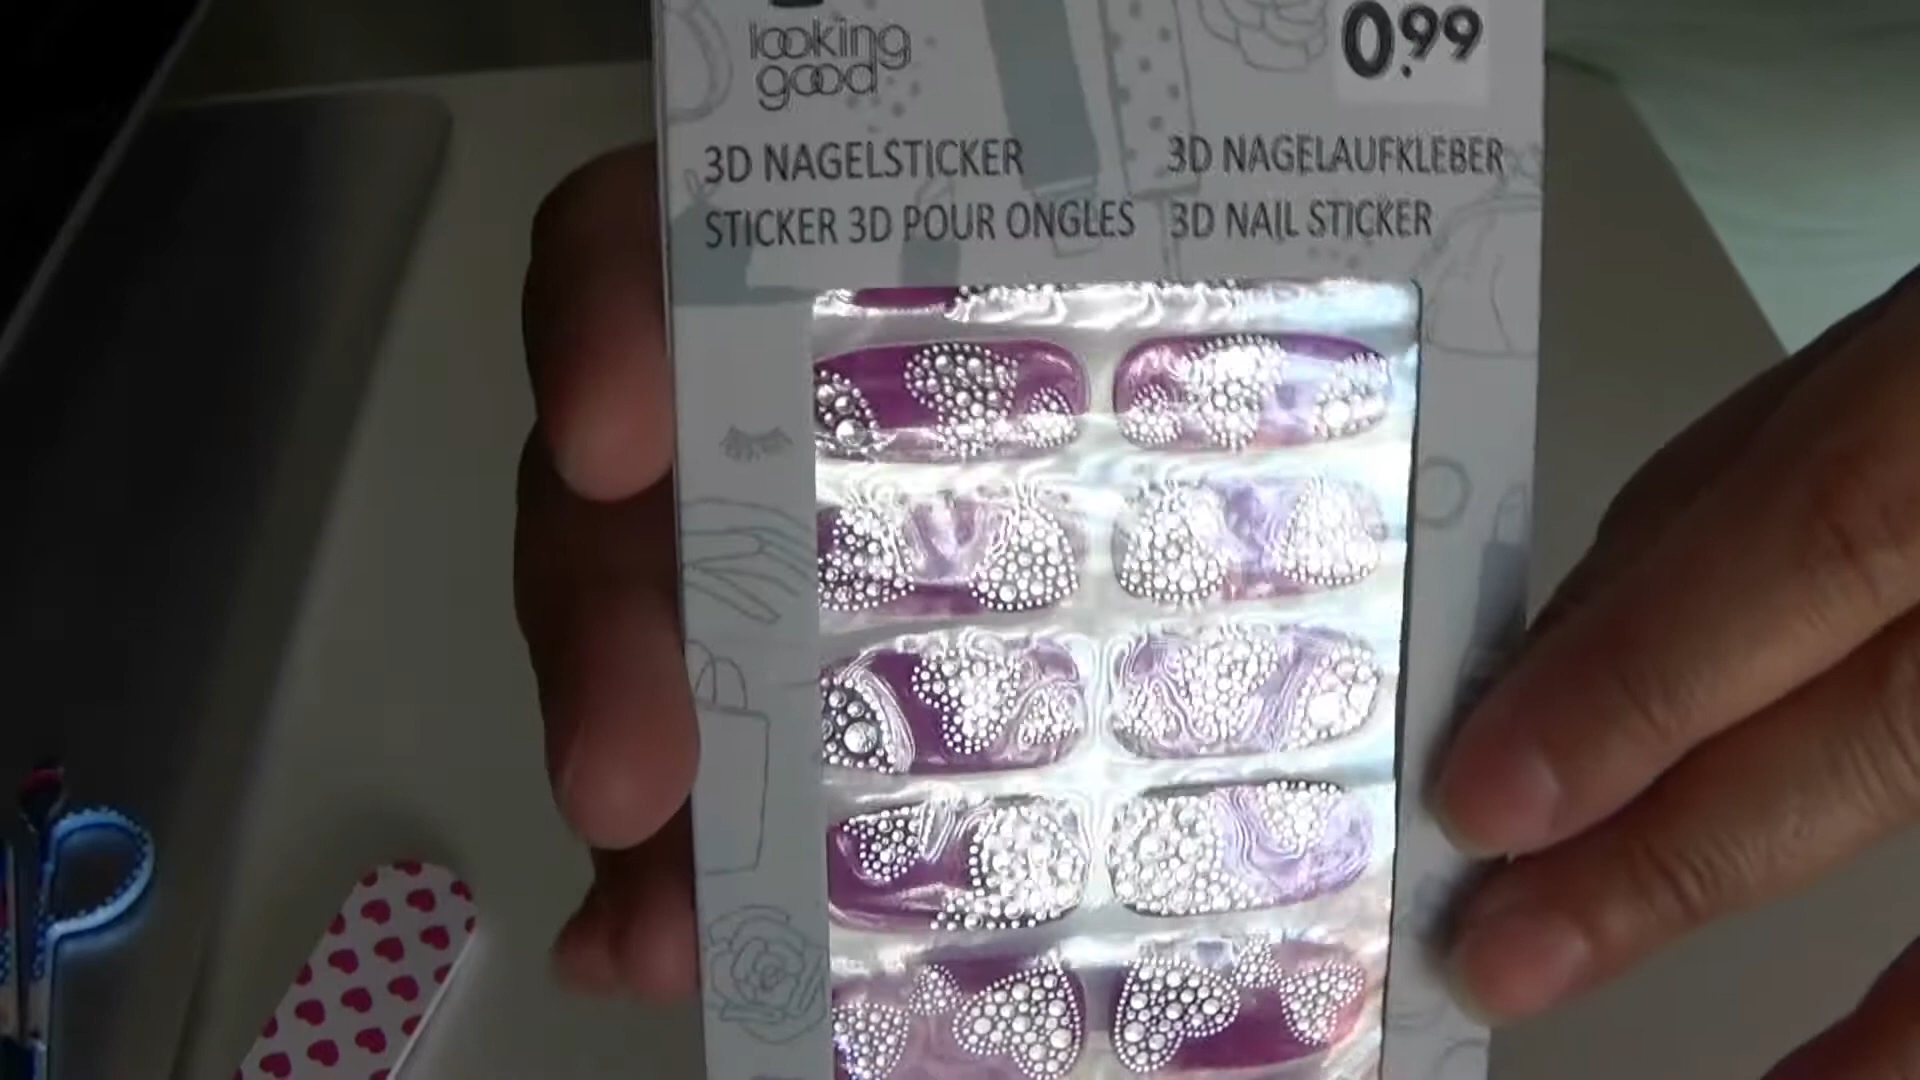 looking
good
0.99
3D NAGELSTICKER
3D NAGELAUFKLEBER
STICKER 3D POUR ONGLES
3D NAIL STICKER